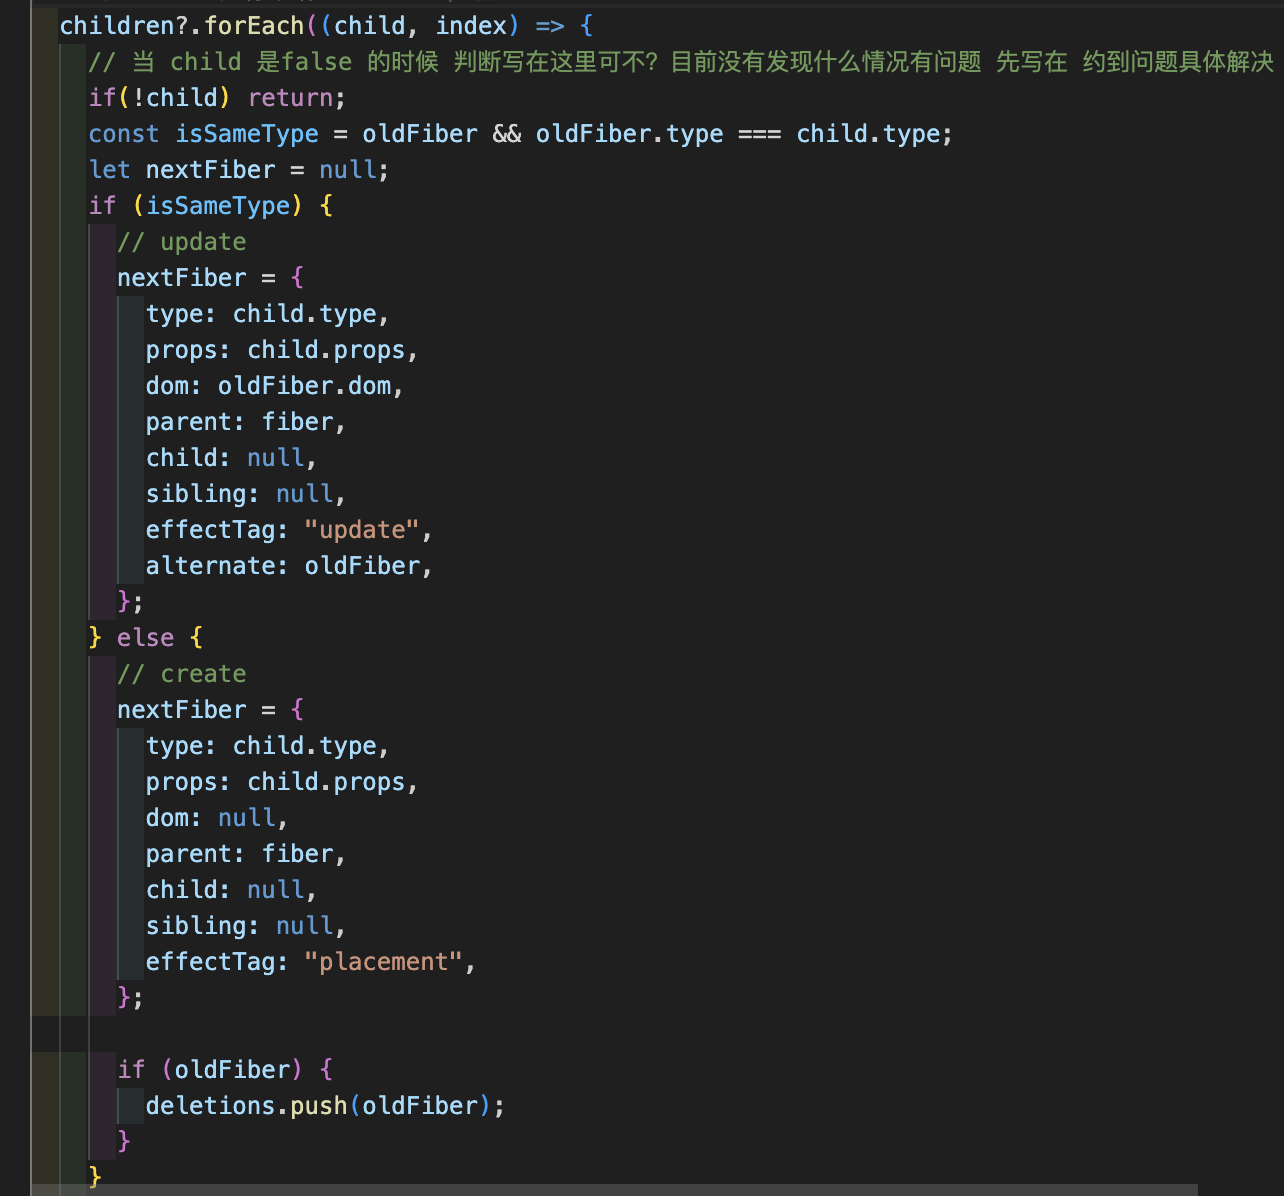 children?.forEach((child, index) => {
// 当 child 是false 的时候 判断写在这里可不? 目前没有发现什么情况有问题 先写在 约到问题具体解决
if(!child) return;
const isSameType = oldFiber && oldFiber.type === child.type;
let nextFiber = null;
if (isSameType) {
// update
nextFiber = {
type: child.type,
props: child.props,
dom: oldFiber.dom,
parent: fiber,
child: null,
sibling: null,
effectTag: "update",
alternate: oldFiber,
};
} else {
// create
nextFiber = {
type: child.type,
props: child.props,
dom: null,
parent: fiber,
child: null,
sibling: null,
effectTag: "placement",
};
if (oldFiber) {
deletions.push(oldFiber);
}
}